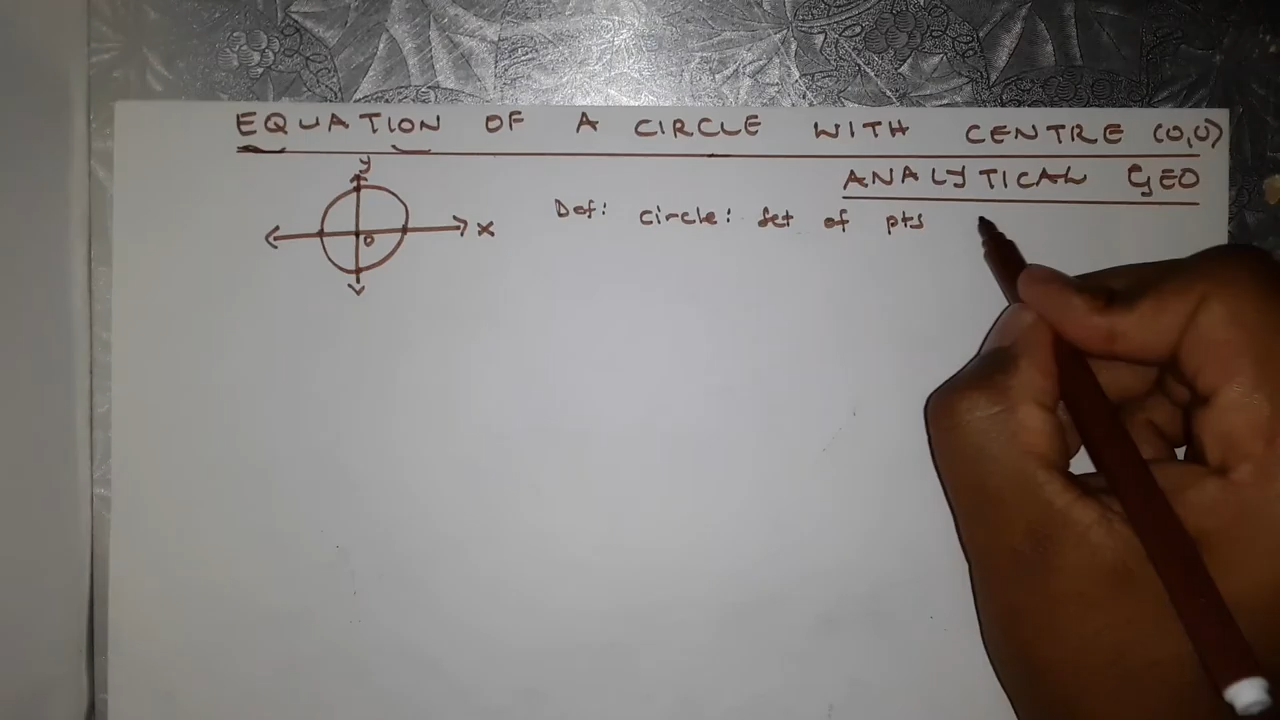 EQUATION OF A CIRCLE WITH CENTRE (0,0)
ANALYTICAL GEO
y
Def: circle: set of pts
x
0